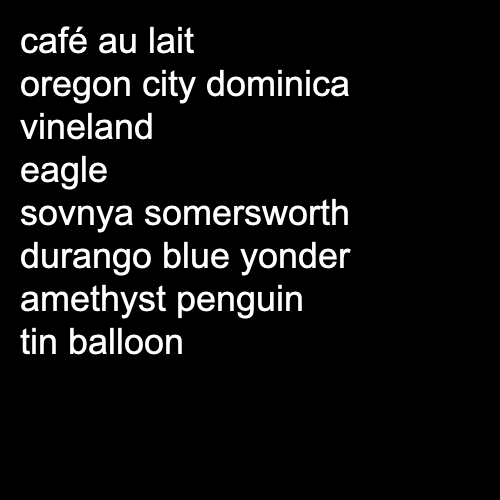 café au lait
oregon city dominica
vineland
eagle
sovnya somersworth
durango blue yonder
amethyst penguin
tin balloon